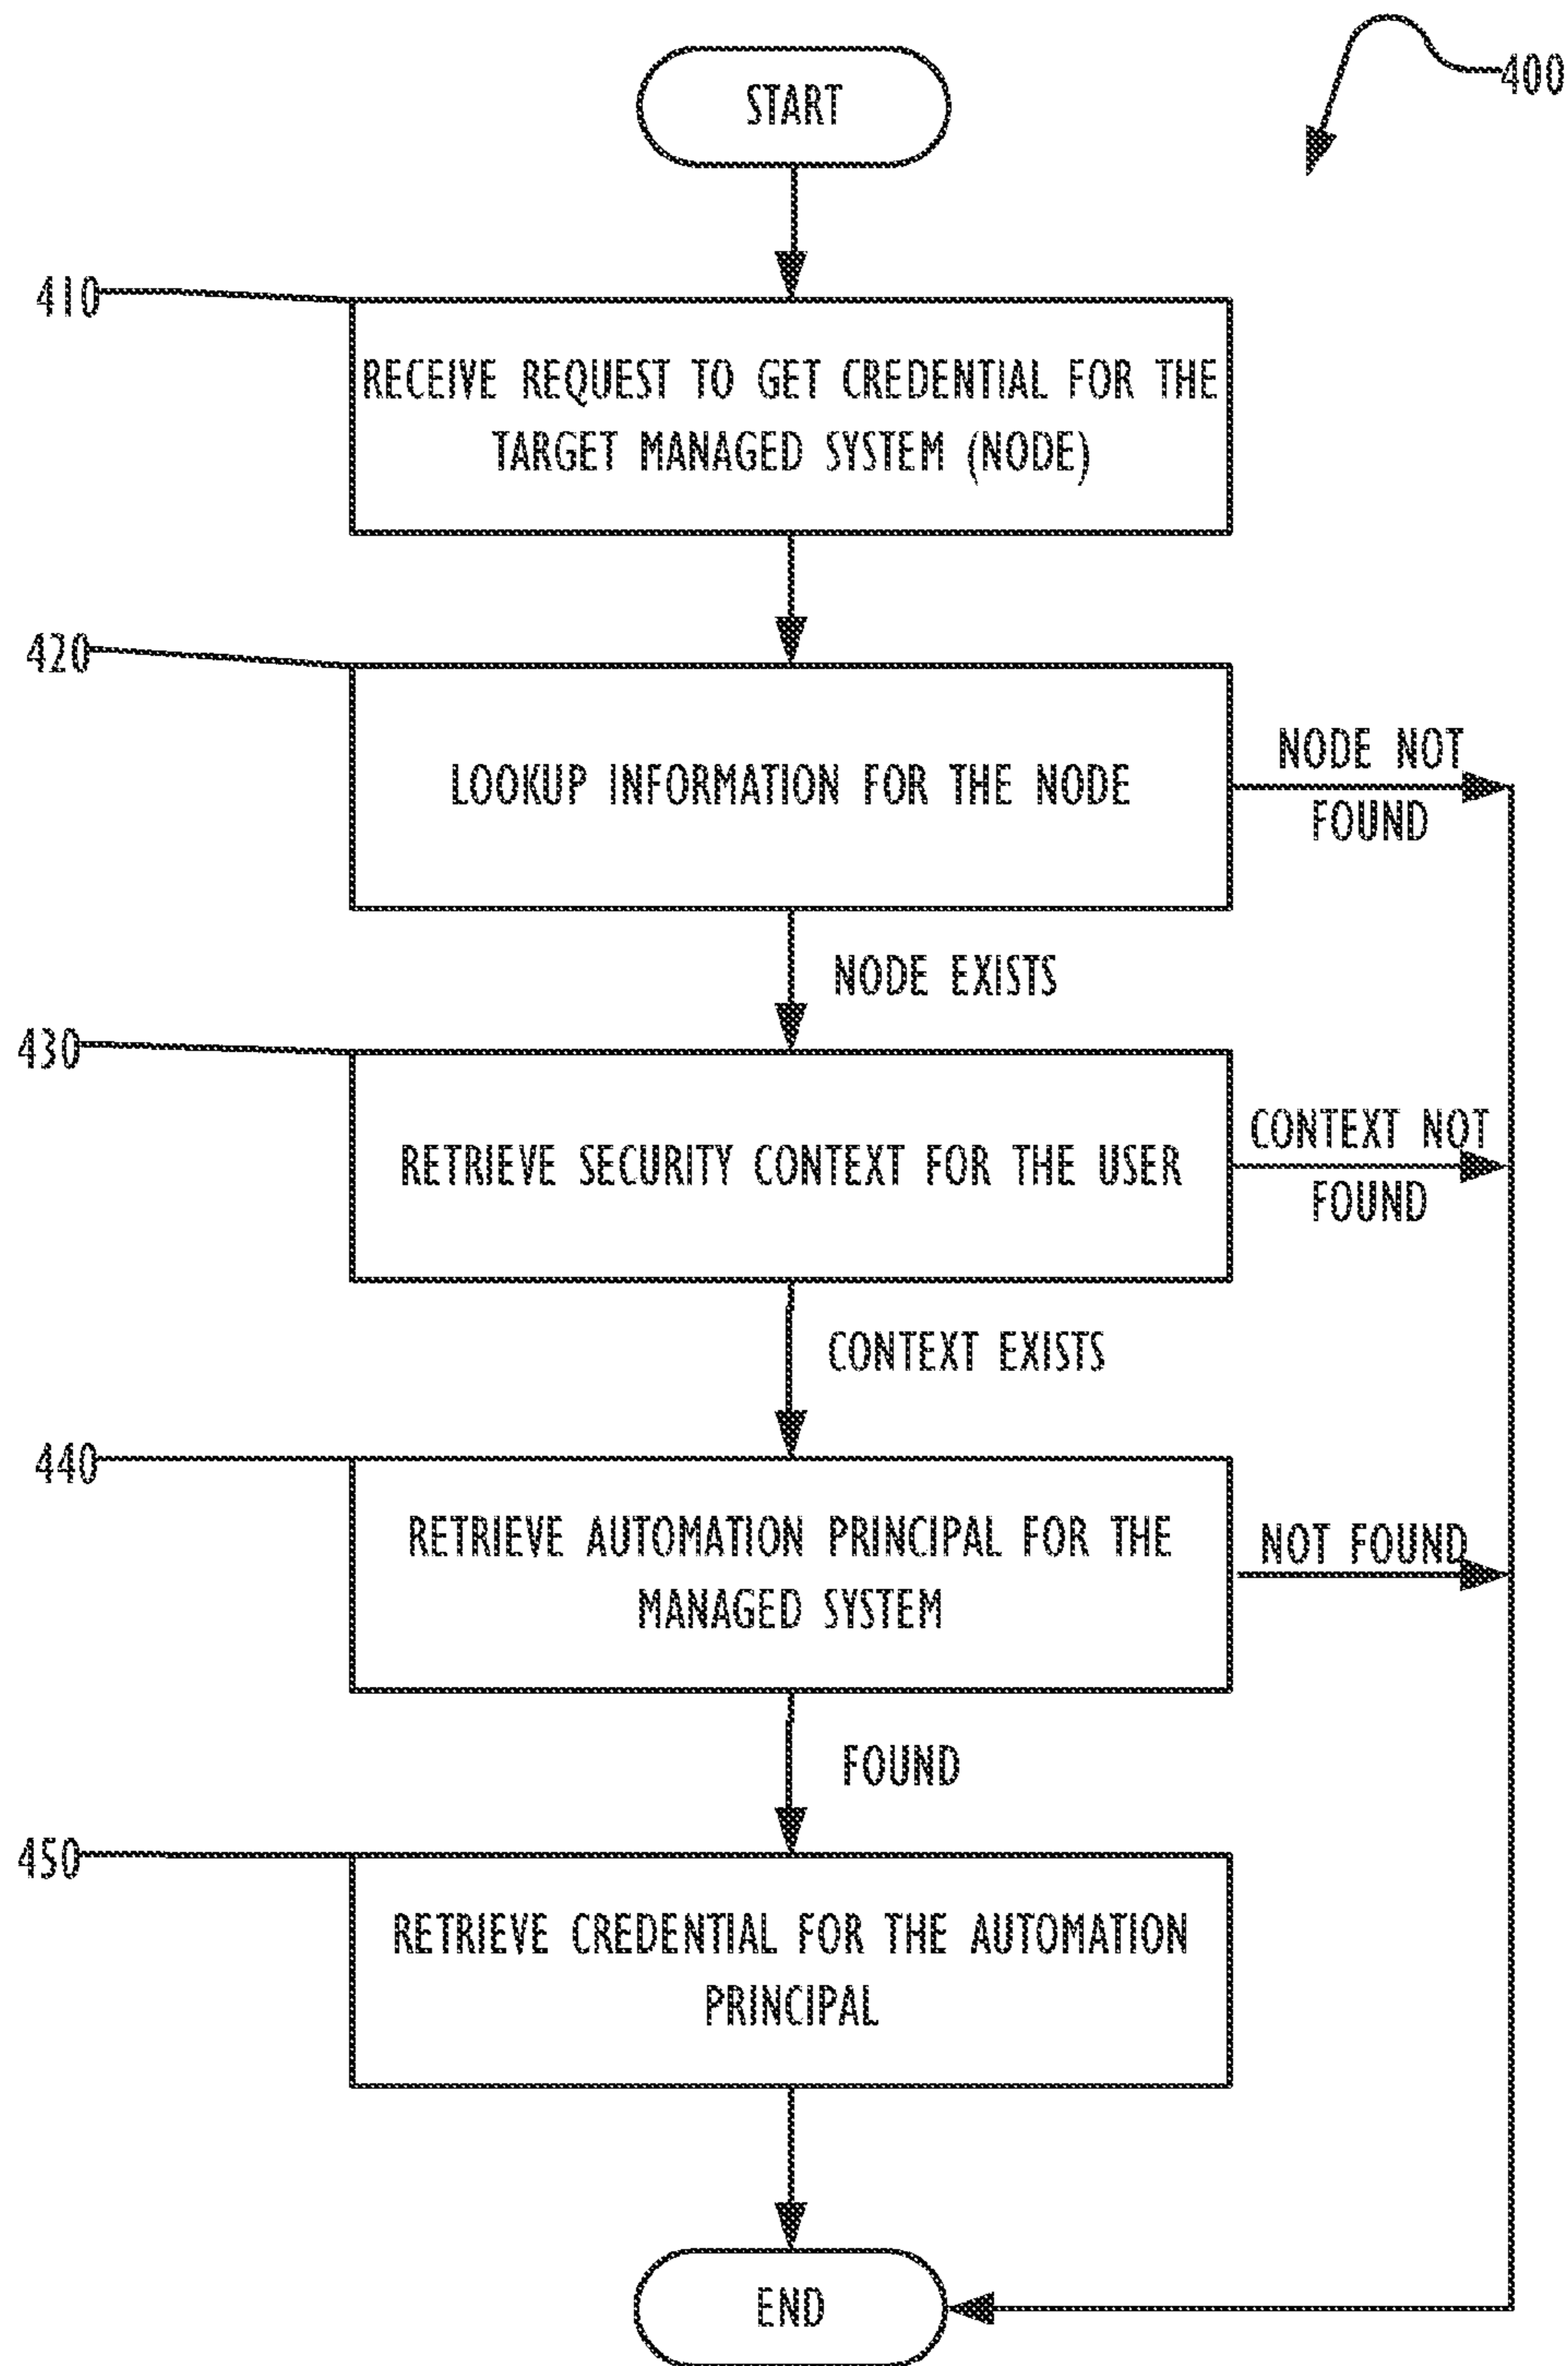 START
400
410
RECEIVE REQUEST TO GET CREDENTIAL FOR THE
TARGET MANAGED SYSTEM (NODE)
420
LOOKUP INFORMATION FOR THE NODE
NODE NOT
FOUND
NODE EXISTS
430
RETRIEVE SECURITY CONTEXT FOR THE USER
CONTEXT NOT
FOUND
CONTEXT EXISTS
440
RETRIEVE AUTOMATION PRINCIPAL FOR THE
MANAGED SYSTEM
NOT FOUND
FOUND
450
RETRIEVE CREDENTIAL FOR THE AUTOMATION
PRINCIPAL
END